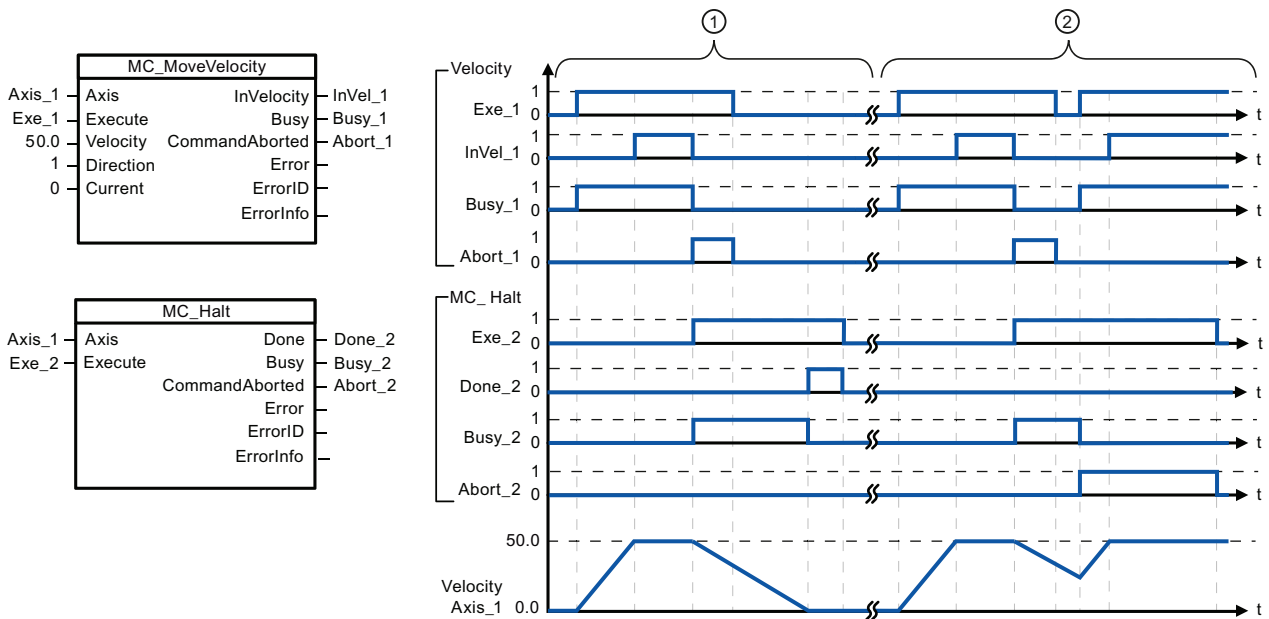 MC_MoveVelocity
Axis_1 Axis InVelocity InVel_1
Exe_1 Execute Busy Busy_1
50.0 Velocity CommandAborted Abort_1
1 Direction Error
0 Current ErrorID
ErrorInfo
MC_Halt
Axis_1 Axis Done Done_2
Exe_2 Execute Busy Busy_2
CommandAborted Abort_2
Error
ErrorID
ErrorInfo
1 2
Velocity
Exe_1 1 0 t
InVel_1 1 0 t
Busy_1 1 0 t
Abort_1 1 0 t
MC_ Halt
Exe_2 1 0 t
Done_2 1 0 t
Busy_2 1 0 t
Abort_2 1 0 t
50.0
Velocity
Axis_1 0.0 t